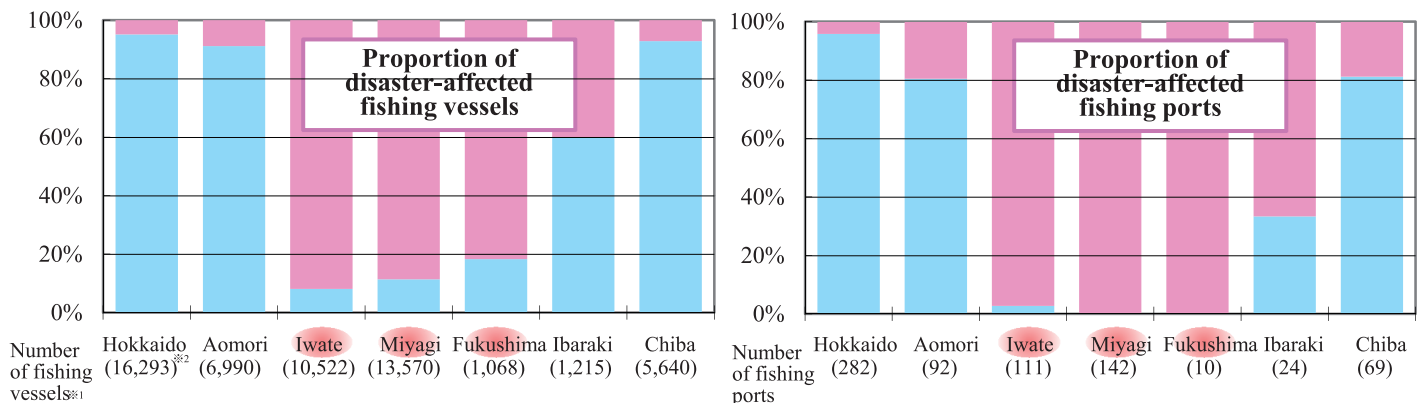 100%
80%
60%
40%
20%
0%
Proportion of
disaster-affected
fishing vessels
Hokkaido Aomori Iwate Miyagi Fukushima Ibaraki Chiba
Number of fishing vessels※1
(16,293)※2 (6,990) (10,522) (13,570) (1,068) (1,215) (5,640)
100%
80%
60%
40%
20%
0%
Proportion of
disaster-affected
fishing ports
Hokkaido Aomori Iwate Miyagi Fukushima Ibaraki Chiba
Number of fishing ports
(282) (92) (111) (142) (10) (24) (69)